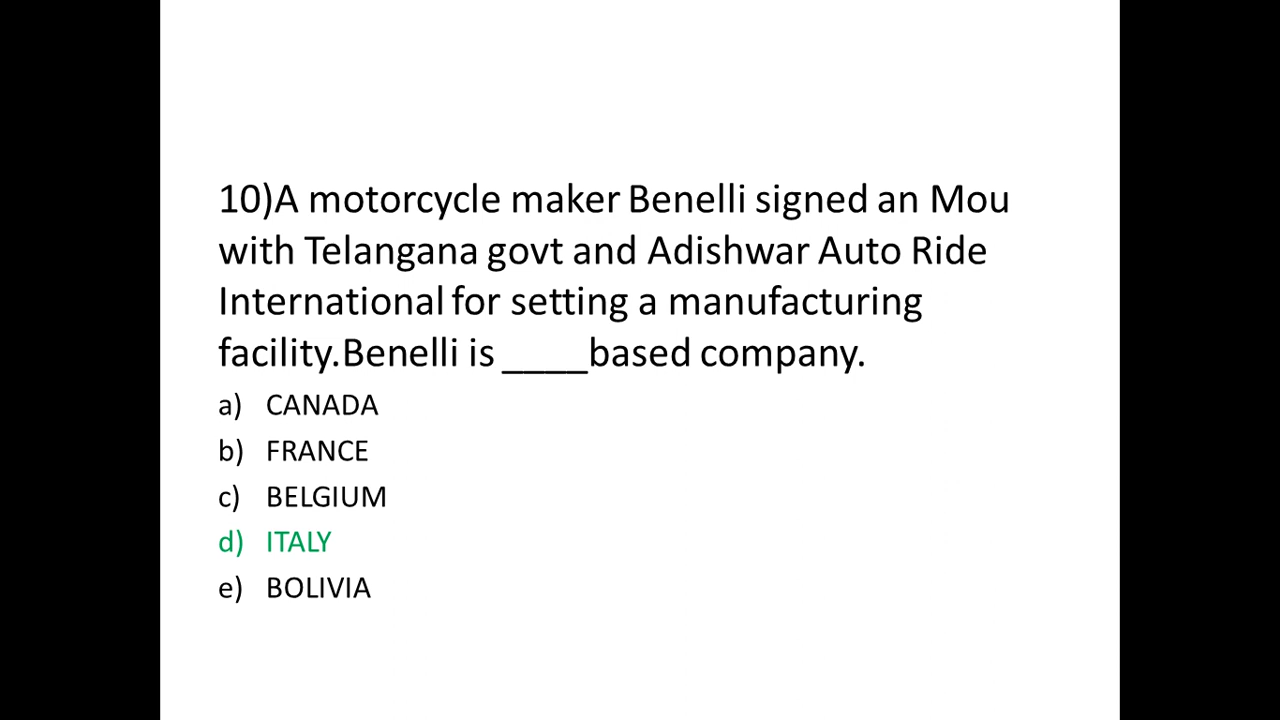 10)A motorcycle maker Benelli signed an Mou
with Telangana govt and Adishwar Auto Ride
International for setting a manufacturing
facility.Benelli is ____based company.
a) CANADA
b) FRANCE
c) BELGIUM
d) ITALY
e) BOLIVIA